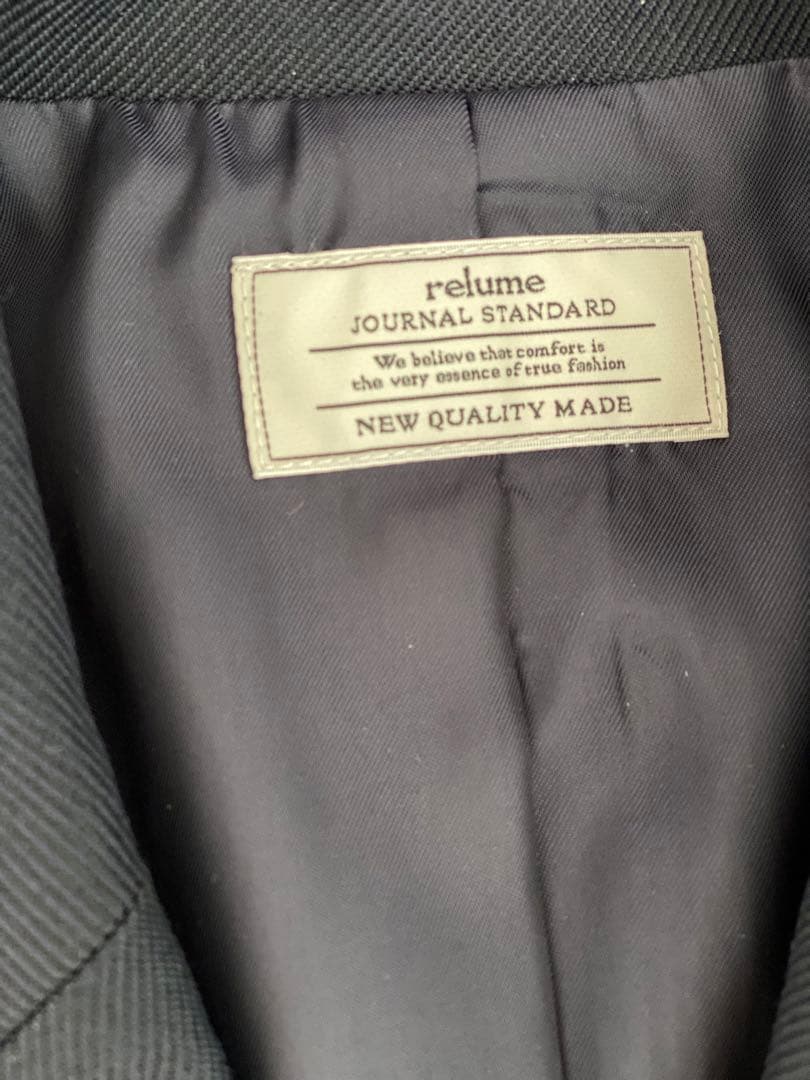 relume
JOURNAL STANDARD
We believe that comfort is
the very essence of true fashion
NEW QUALITY MADE